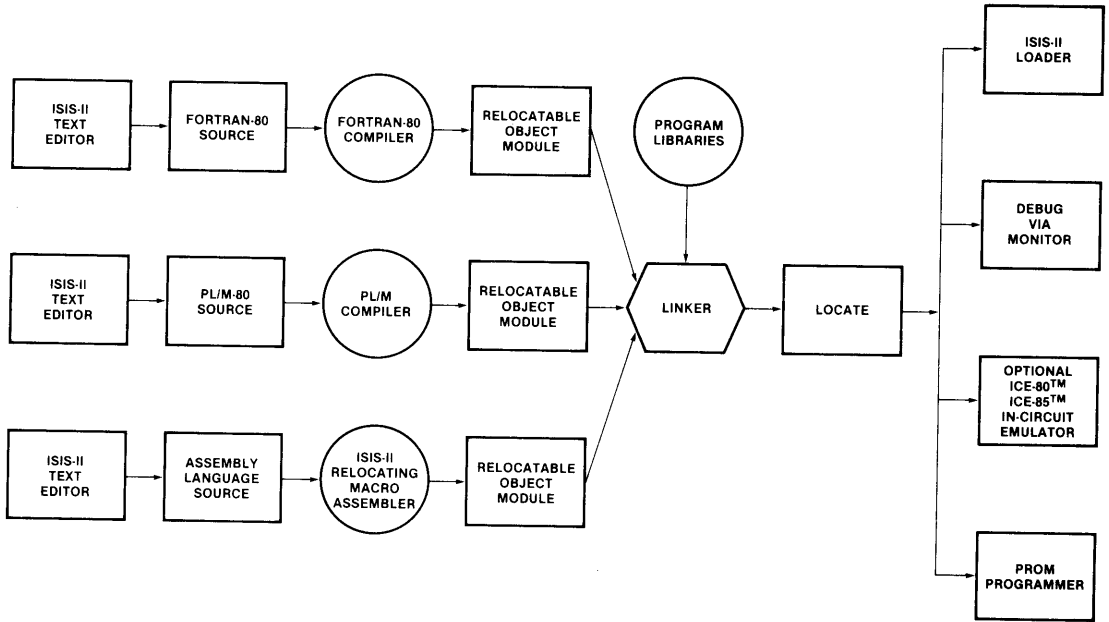 ISIS-II
TEXT
EDITOR
FORTRAN-80
SOURCE
FORTRAN-80
COMPILER
RELOCATABLE
OBJECT
MODULE
PROGRAM
LIBRARIES
ISIS-II
TEXT
EDITOR
PL/M-80
SOURCE
PL/M
COMPILER
RELOCATABLE
OBJECT
MODULE
LINKER
LOCATE
ISIS-II
TEXT
EDITOR
ASSEMBLY
LANGUAGE
SOURCE
ISIS-II
RELOCATING
MACRO
ASSEMBLER
RELOCATABLE
OBJECT
MODULE
ISIS-II
LOADER
DEBUG
VIA
MONITOR
OPTIONAL
ICE-80™
ICE-85™
IN-CIRCUIT
EMULATOR
PROM
PROGRAMMER